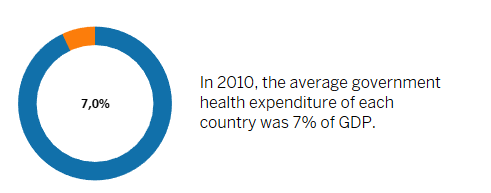 7,0%
In 2010, the average government
health expenditure of each
country was 7% of GDP.